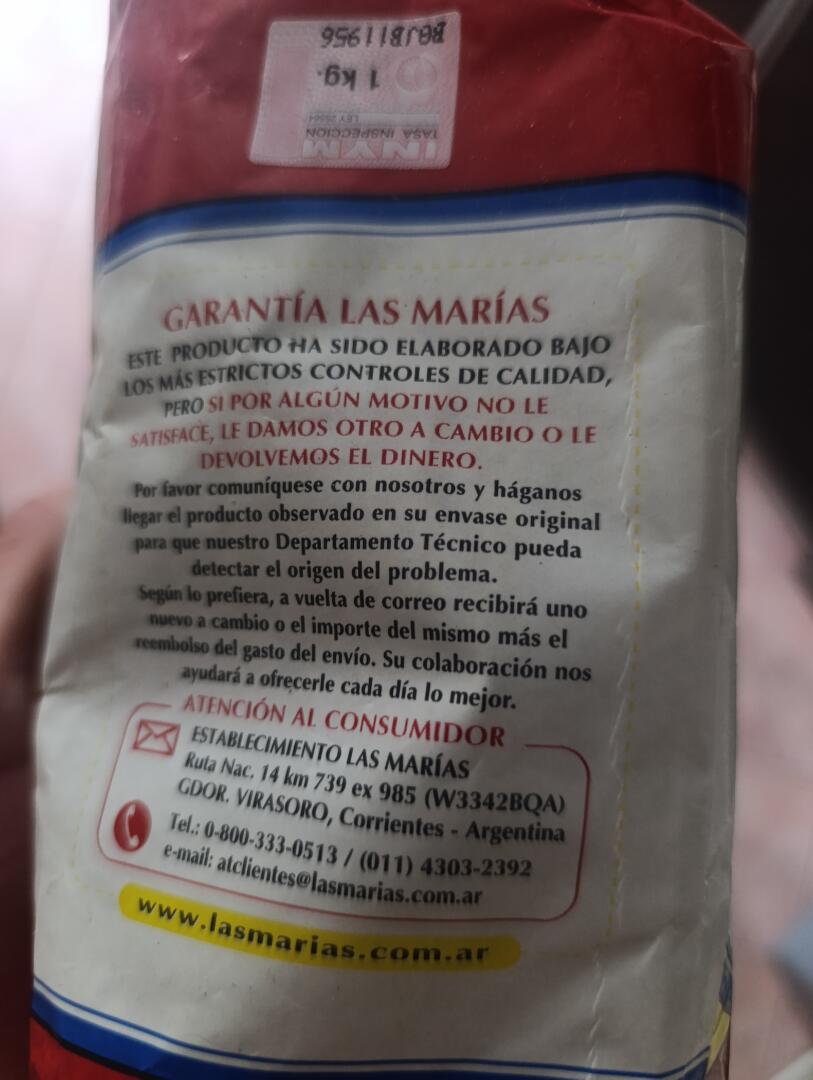 BOJB11956
1 kg.
LEY 25564
TASA INSPECCION
INYM
GARANTÍA LAS MARÍAS
ESTE PRODUCTO HA SIDO ELABORADO BAJO
LOS MÁS ESTRICTOS CONTROLES DE CALIDAD,
PERO SI POR ALGÚN MOTIVO NO LE
SATISFACE, LE DAMOS OTRO A CAMBIO O LE
DEVOLVEMOS EL DINERO.
Por favor comuníquese con nosotros y háganos
llegar el producto observado en su envase original
para que nuestro Departamento Técnico pueda
detectar el origen del problema.
Según lo prefiera, a vuelta de correo recibirá uno
nuevo a cambio o el importe del mismo más el
reembolso del gasto del envío. Su colaboración nos
ayudará a ofrecerle cada día lo mejor.
ATENCIÓN AL CONSUMIDOR
ESTABLECIMIENTO LAS MARÍAS
Ruta Nac. 14 km 739 ex 985 (W3342BQA)
GDOR. VIRASORO, Corrientes - Argentina
Tel.: 0-800-333-0513 / (011) 4303-2392
e-mail: atclientes@lasmarias.com.ar
www.lasmarias.com.ar